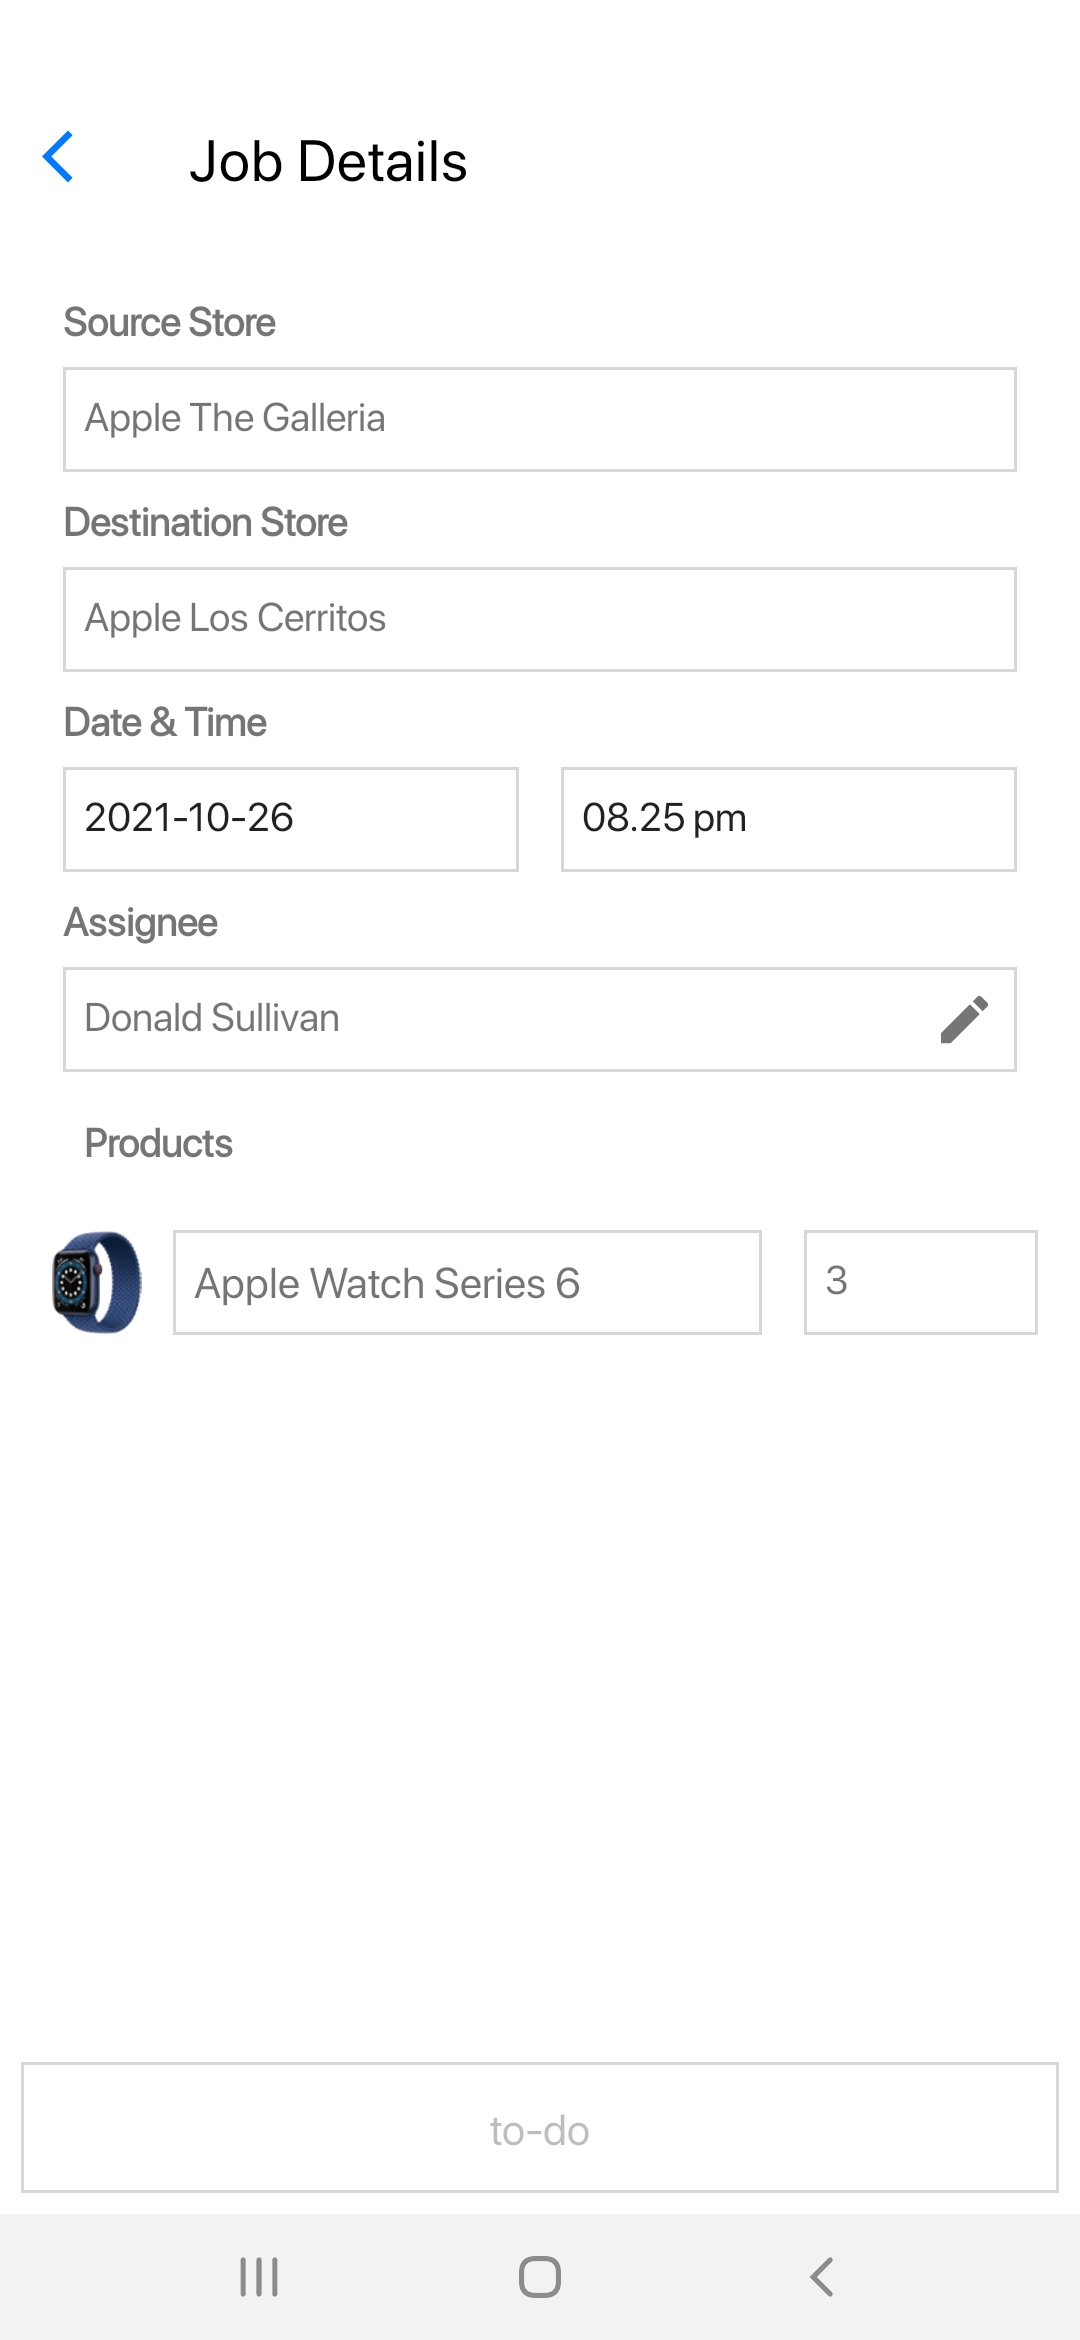 Job Details
Source Store
Apple The Galleria
Destination Store
Apple Los Cerritos
Date & Time
2021-10-26 08.25 pm
Assignee
Donald Sullivan
Products
Apple Watch Series 6 3
to-do